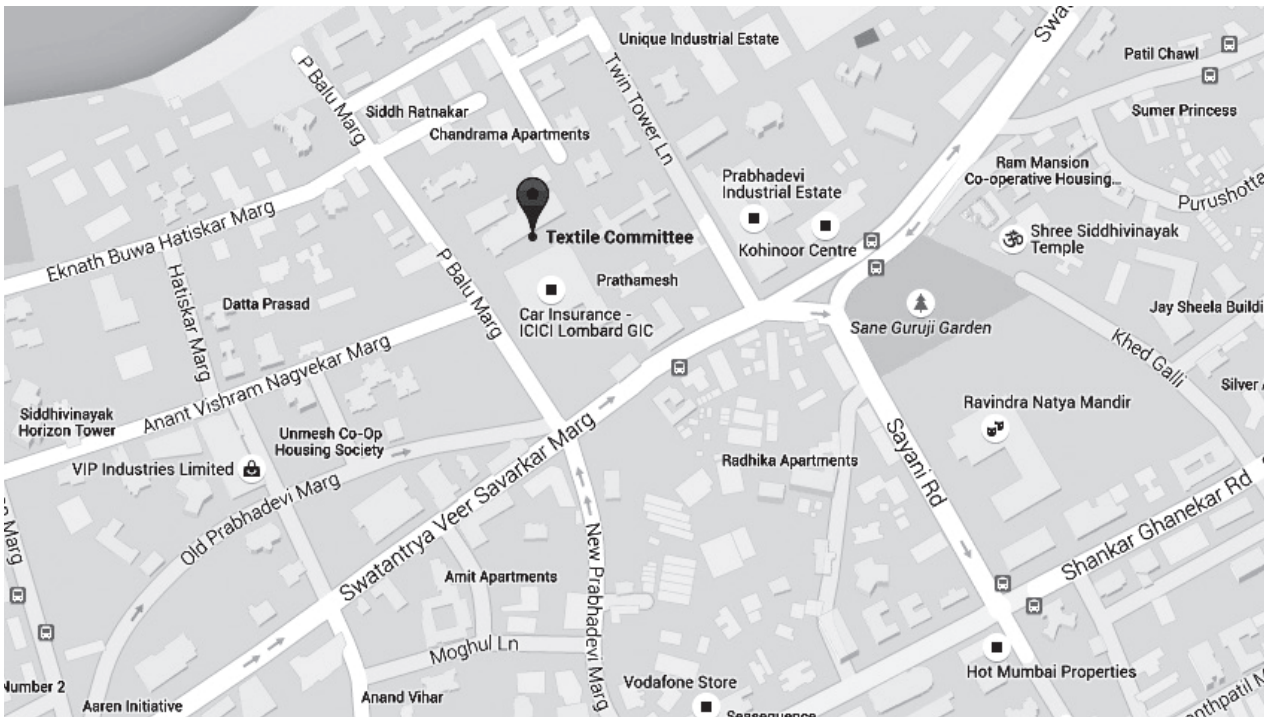 Unique Industrial Estate
Patil Chawl
P Balu Marg
Twin Tower Ln
Siddh Ratnakar
Sumer Princess
Chandrama Apartments
Ram Mansion
Co-operative Housing...
Prabhadevi
Industrial Estate
Eknath Buwa Hatiskar Marg
Textile Committee
Kohinoor Centre
Shree Siddhivinayak
Temple
Hatiskar Marg
P Balu Marg
Prathamesh
Datta Prasad
Car Insurance -
ICICI Lombard GIC
Sane Guruji Garden
Jay Sheela Buildi
Khed Galli
Anant Vishram Nagvekar Marg
Siddhivinayak
Horizon Tower
Unmesh Co-Op
Housing Society
Ravindra Natya Mandir
VIP Industries Limited
Radhika Apartments
Sayani Rd
Old Prabhadevi Marg
Swatantrya Veer Savarkar Marg
Shankar Ghanekar Rd
New Prabhadevi Marg
Amit Apartments
Moghul Ln
Hot Mumbai Properties
Number 2
Aaren Initiative
Anand Vihar
Vodafone Store